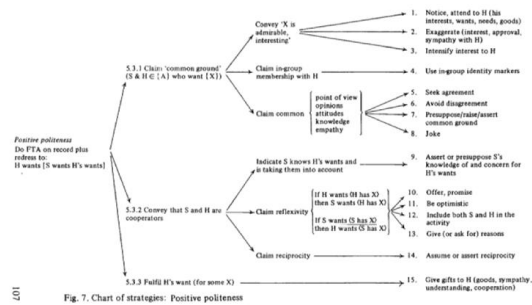 Convey 'X is
admirable,
interesting'
1. Notice, attend to H (his
interests, wants, needs, goods)
2. Exaggerate (interest, approval,
sympathy with H)
3. Intensify interest to H
5.3.1 Claim 'common ground'
(S & H ∈ {A} who want {X})
Claim in-group
membership with H
4. Use in-group identity markers
Claim common
point of view
opinions
attitudes
knowledge
empathy
5. Seek agreement
6. Avoid disagreement
7. Presuppose/raise/assert
common ground
8. Joke
Positive politeness
Do FTA on record plus
redress to:
H wants [S wants H's wants]
5.3.2 Convey that S and H are
cooperators
Indicate S knows H's wants and
is taking them into account
9. Assert or presuppose S's
knowledge of and concern for
H's wants
Claim reflexivity
If H wants (H has X)
then S wants (H has X)
If S wants (S has X)
then H wants (S has X)
10. Offer, promise
11. Be optimistic
12. Include both S and H in the
activity
13. Give (or ask for) reasons
Claim reciprocity
14. Assume or assert reciprocity
5.3.3 Fulfil H's want (for some X)
15. Give gifts to H (goods, sympathy,
understanding, cooperation)
107
Fig. 7. Chart of strategies: Positive politeness